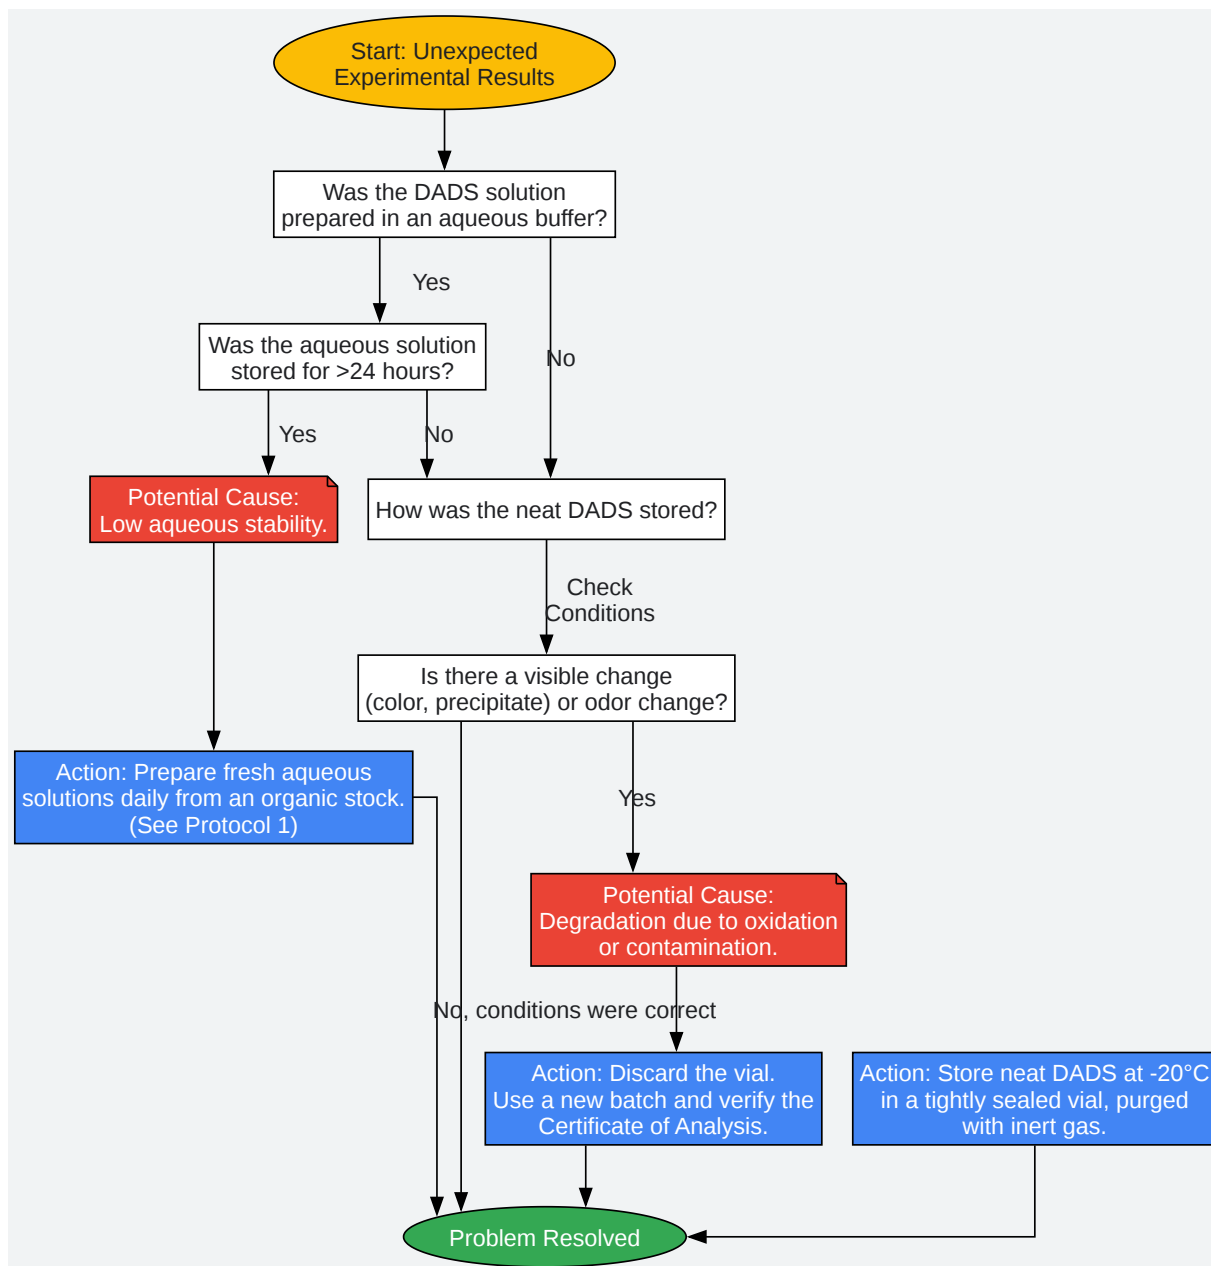 Start: Unexpected
Experimental Results
Was the DADS solution
prepared in an aqueous buffer?
Yes
Was the aqueous solution
stored for >24 hours?
No
Yes
No
Potential Cause:
Low aqueous stability.
How was the neat DADS stored?
Check
Conditions
Is there a visible change
(color, precipitate) or odor change?
Action: Prepare fresh aqueous
solutions daily from an organic stock.
(See Protocol 1)
Yes
Potential Cause:
Degradation due to oxidation
or contamination.
No, conditions were correct
Action: Discard the vial.
Use a new batch and verify the
Certificate of Analysis.
Action: Store neat DADS at -20°C
in a tightly sealed vial, purged
with inert gas.
Problem Resolved